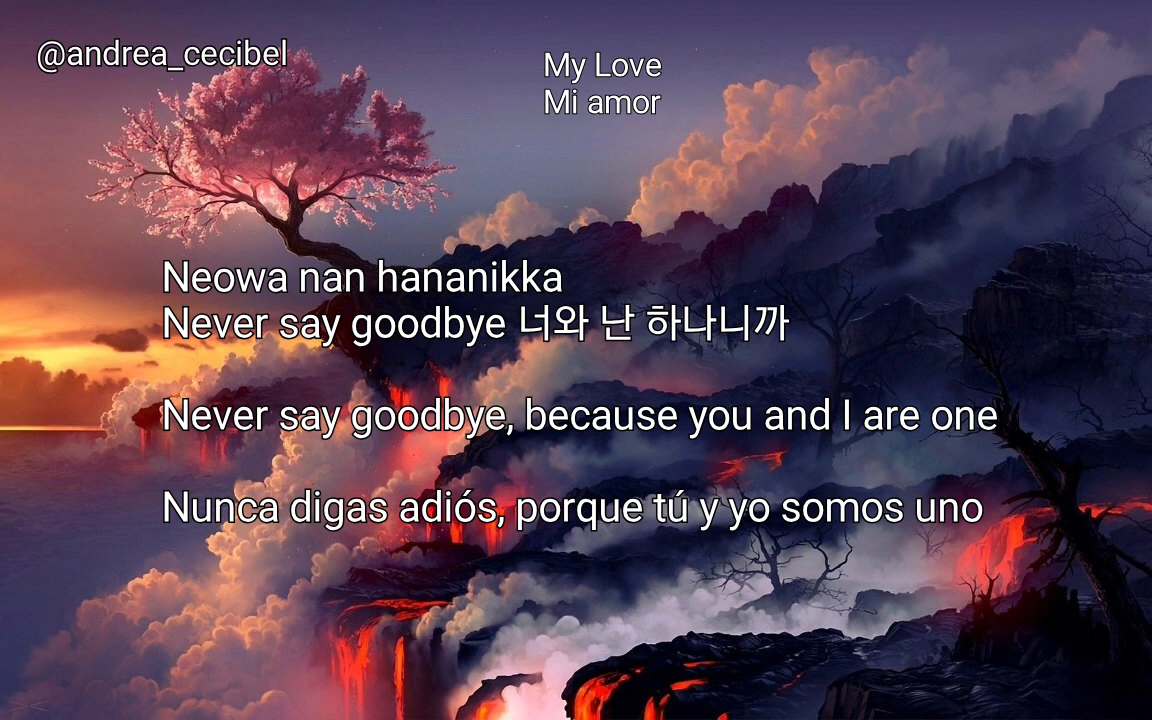 @andrea_cecibel
My Love
Mi amor
Neowa nan hananikka
Never say goodbye 너와 난 하나니까
Never say goodbye, because you and I are one
Nunca digas adiós, porque tú y yo somos uno